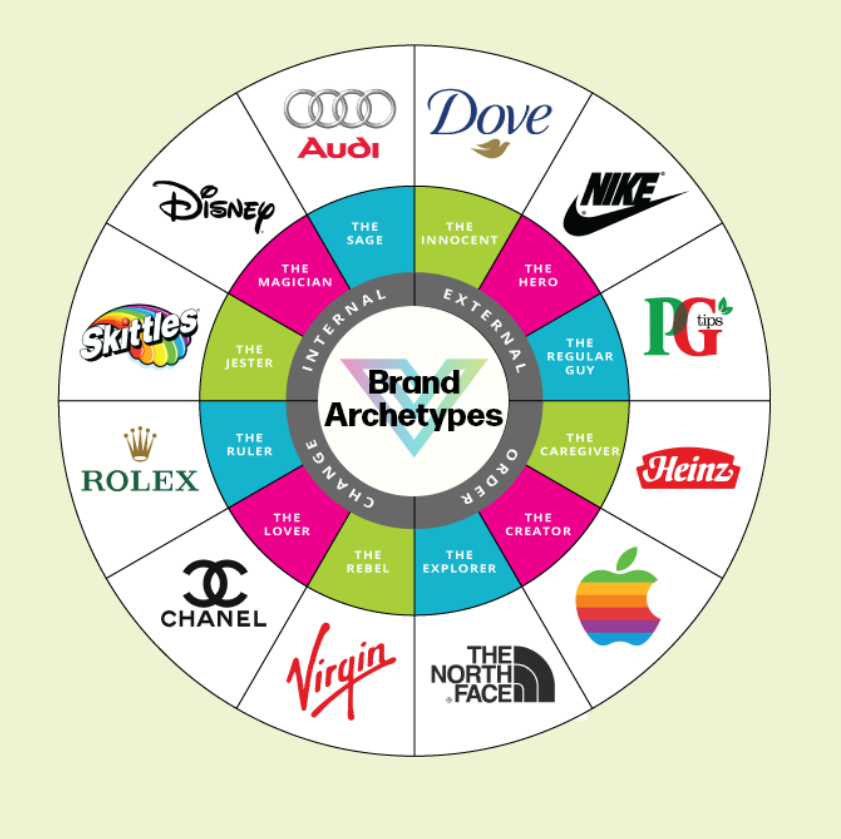 Brand
Archetypes
INTERNAL
EXTERNAL
ORDER
CHANGE
THE
INNOCENT
Dove
THE
HERO
NIKE
THE
REGULAR
GUY
PG
tips
THE
CAREGIVER
Heinz
THE
CREATOR
THE
EXPLORER
THE
NORTH
FACE
THE
REBEL
Virgin
THE
LOVER
CHANEL
THE
RULER
ROLEX
THE
JESTER
Skittles
THE
MAGICIAN
DISNEY
THE
SAGE
Audi